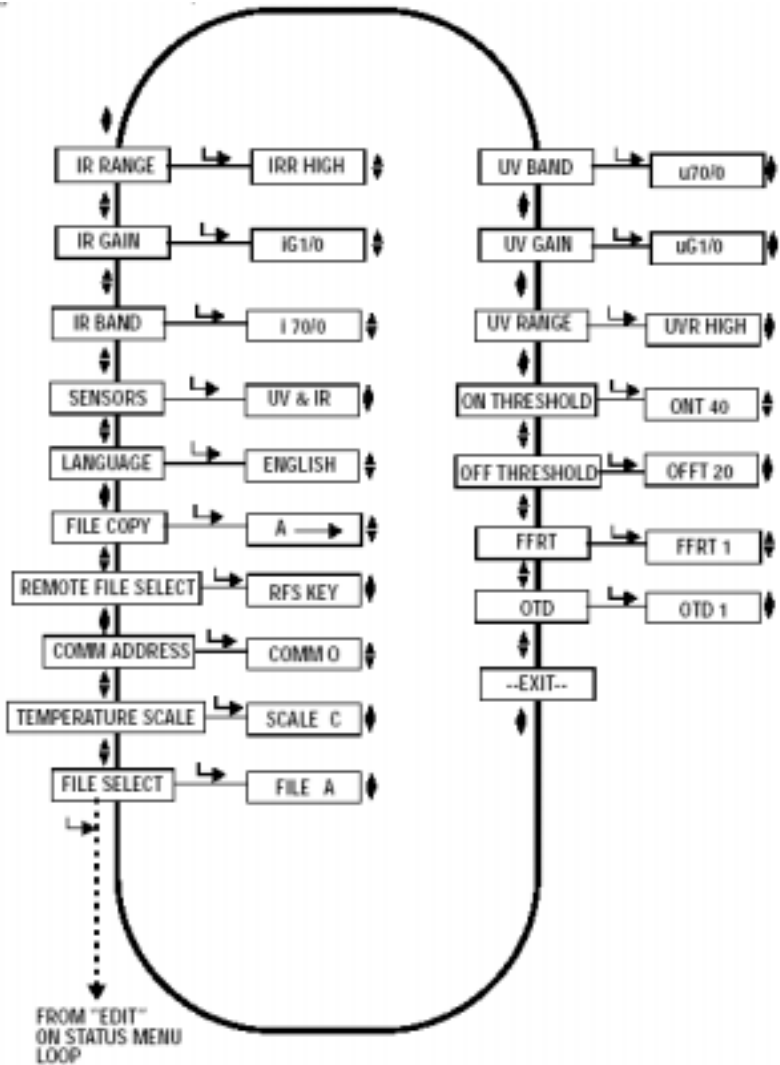 IR RANGE
IRR HIGH
IR GAIN
iG1/0
IR BAND
I 70/0
SENSORS
UV & IR
LANGUAGE
ENGLISH
FILE COPY
A
REMOTE FILE SELECT
RFS KEY
COMM ADDRESS
COMM O
TEMPERATURE SCALE
SCALE C
FILE SELECT
FILE A
FROM "EDIT"
ON STATUS MENU
LOOP
UV BAND
u70/0
UV GAIN
uG1/0
UV RANGE
UVR HIGH
ON THRESHOLD
ONT 40
OFF THRESHOLD
OFFT 20
FFRT
FFRT 1
OTD
OTD 1
--EXIT--